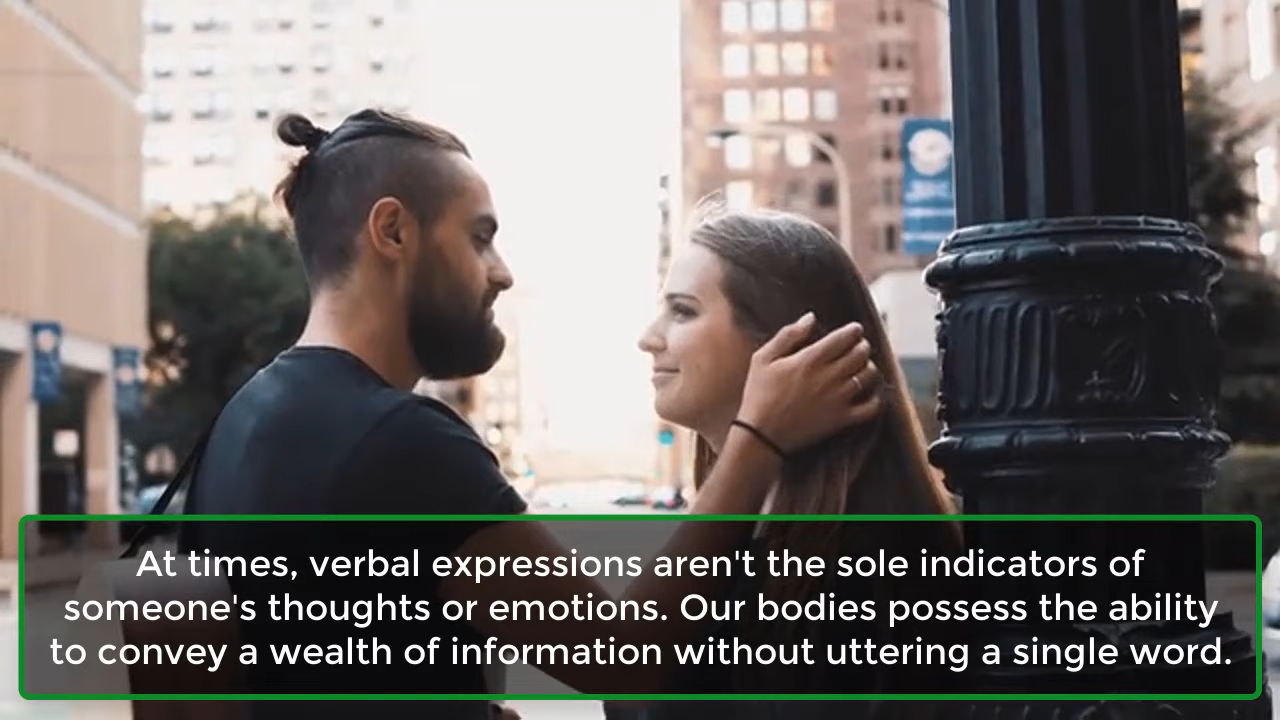 At times, verbal expressions aren't the sole indicators of
someone's thoughts or emotions. Our bodies possess the ability
to convey a wealth of information without uttering a single word.